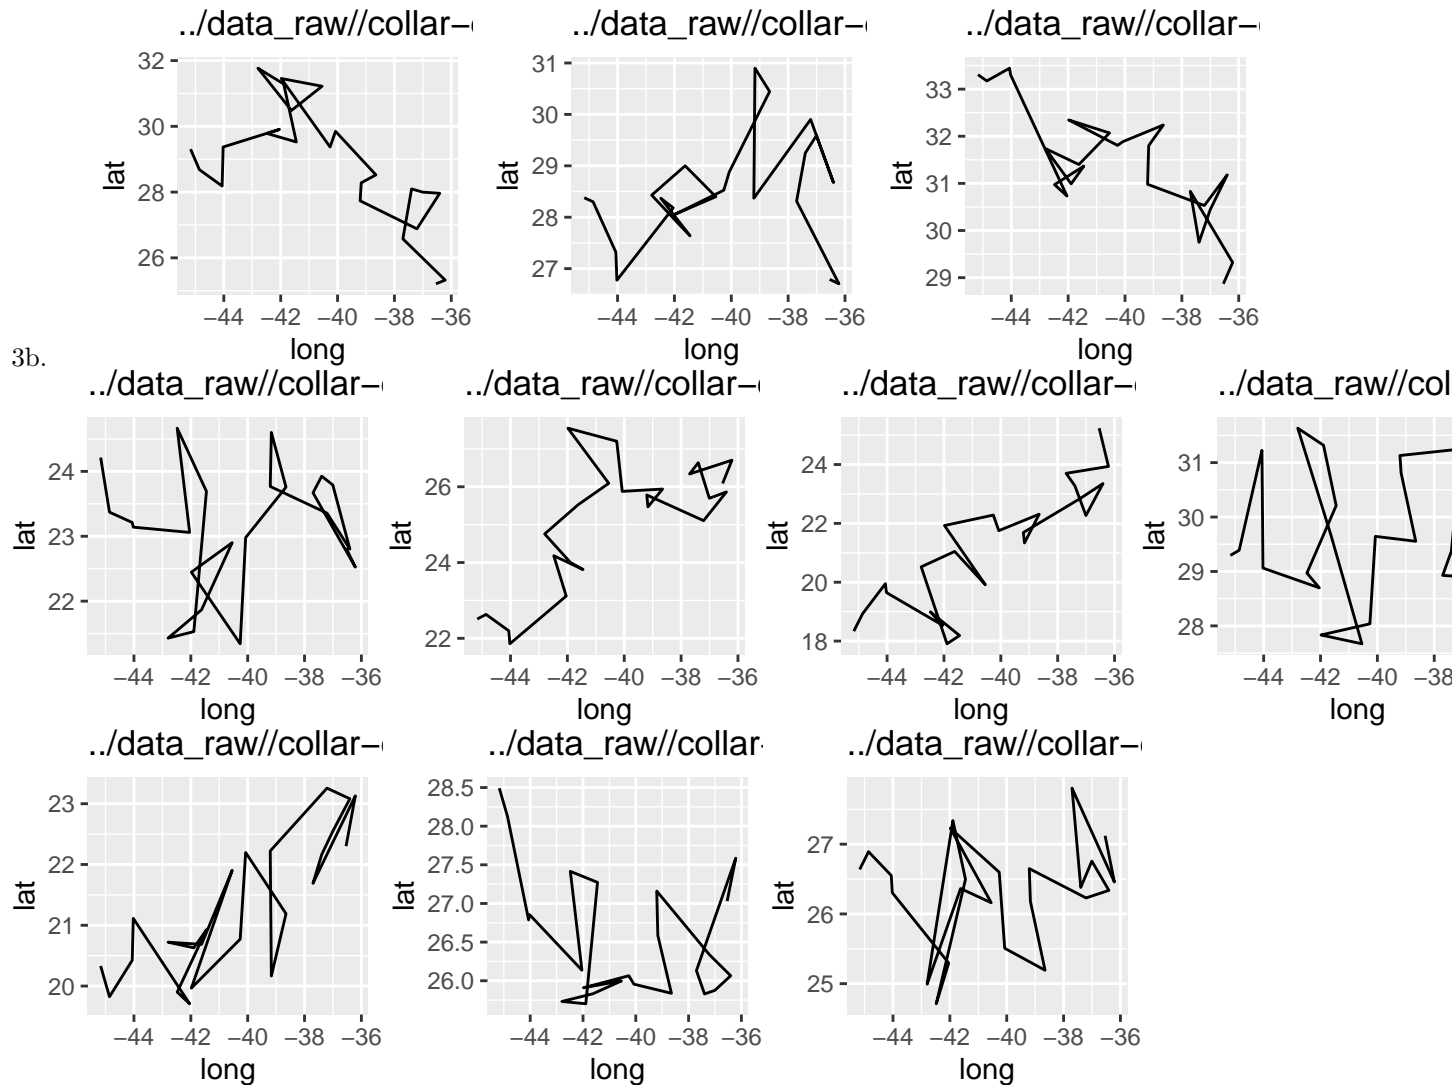 ../data_raw//collar-
../data_raw//collar-
../data_raw//collar-
32
30
28
26
lat
−44 −42 −40 −38 −36
long
31
30
29
28
27
lat
−44 −42 −40 −38 −36
long
33
32
31
30
29
lat
−44 −42 −40 −38 −36
long
3b.
../data_raw//collar-
../data_raw//collar-
../data_raw//collar-
../data_raw//col
24
23
22
lat
−44 −42 −40 −38 −36
long
26
24
22
lat
−44 −42 −40 −38 −36
long
24
22
20
18
lat
−44 −42 −40 −38 −36
long
31
30
29
28
lat
−44 −42 −40 −38
long
../data_raw//collar-
../data_raw//collar-
../data_raw//collar-
23
22
21
20
lat
−44 −42 −40 −38 −36
long
28.5
28.0
27.5
27.0
26.5
26.0
lat
−44 −42 −40 −38 −36
long
27
26
25
lat
−44 −42 −40 −38 −36
long